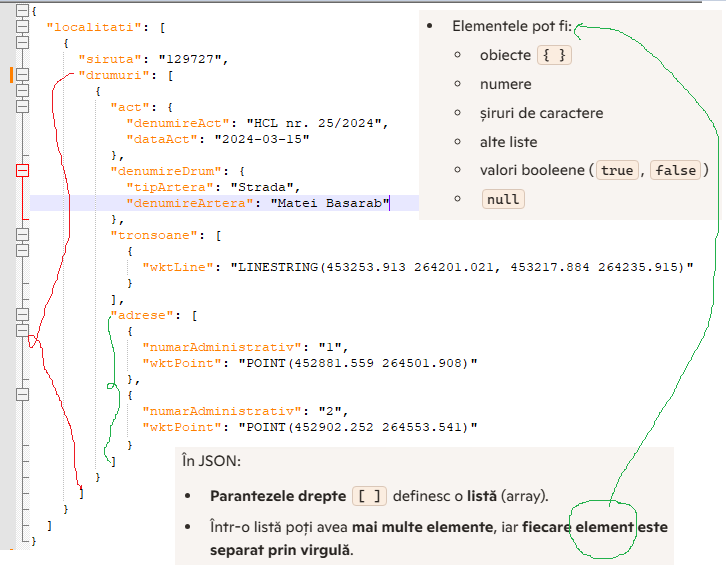 {
"localitati": [
{
"siruta": "129727",
"drumuri": [
{
"act": {
"denumireAct": "HCL nr. 25/2024",
"dataAct": "2024-03-15"
},
"denumireDrum": {
"tipArtera": "Strada",
"denumireArtera": "Matei Basarab"
},
"tronsoane": [
{
"wktLine": "LINESTRING(453253.913 264201.021, 453217.884 264235.915)"
}
],
"adrese": [
{
"numarAdministrativ": "1",
"wktPoint": "POINT(452881.559 264501.908)"
},
{
"numarAdministrativ": "2",
"wktPoint": "POINT(452902.252 264553.541)"
}
]
}
]
}
]
}
• Elementele pot fi:
◦ obiecte { }
◦ numere
◦ șiruri de caractere
◦ alte liste
◦ valori booleene (true, false)
◦ null
În JSON:
• Parantezele drepte [ ] definesc o listă (array).
• Într-o listă poți avea mai multe elemente, iar fiecare element este
separat prin virgulă.